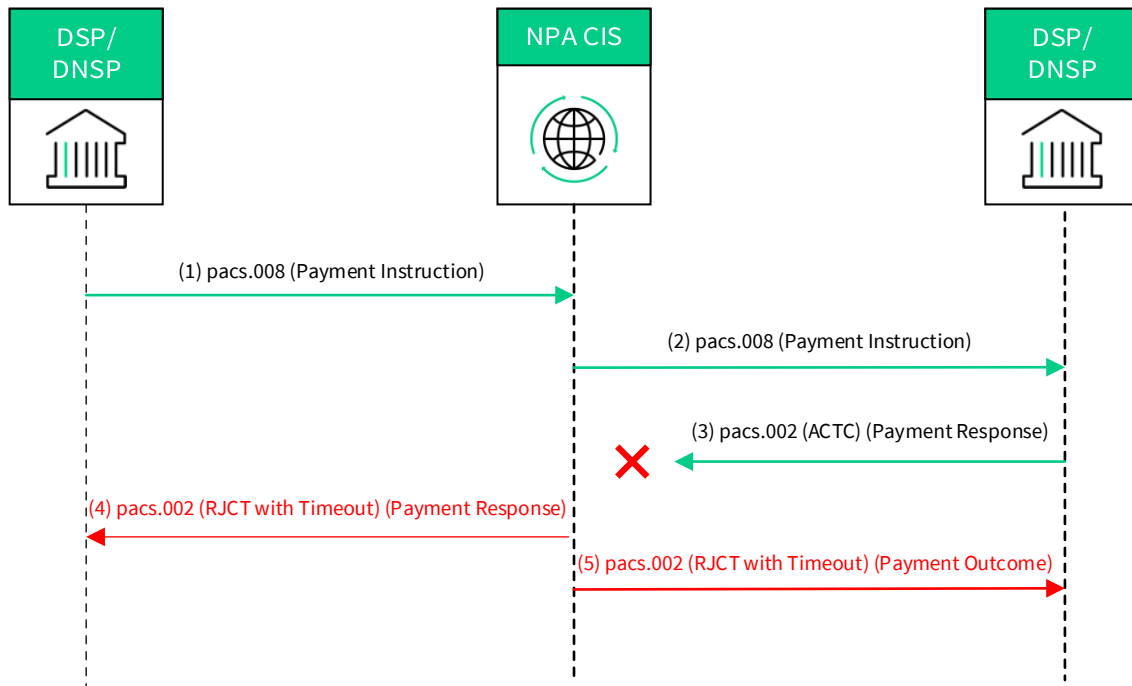 DSP/
DNSP
NPA CIS
DSP/
DNSP
(1) pacs.008 (Payment Instruction)
(2) pacs.008 (Payment Instruction)
(3) pacs.002 (ACTC) (Payment Response)
(4) pacs.002 (RJCT with Timeout) (Payment Response)
(5) pacs.002 (RJCT with Timeout) (Payment Outcome)